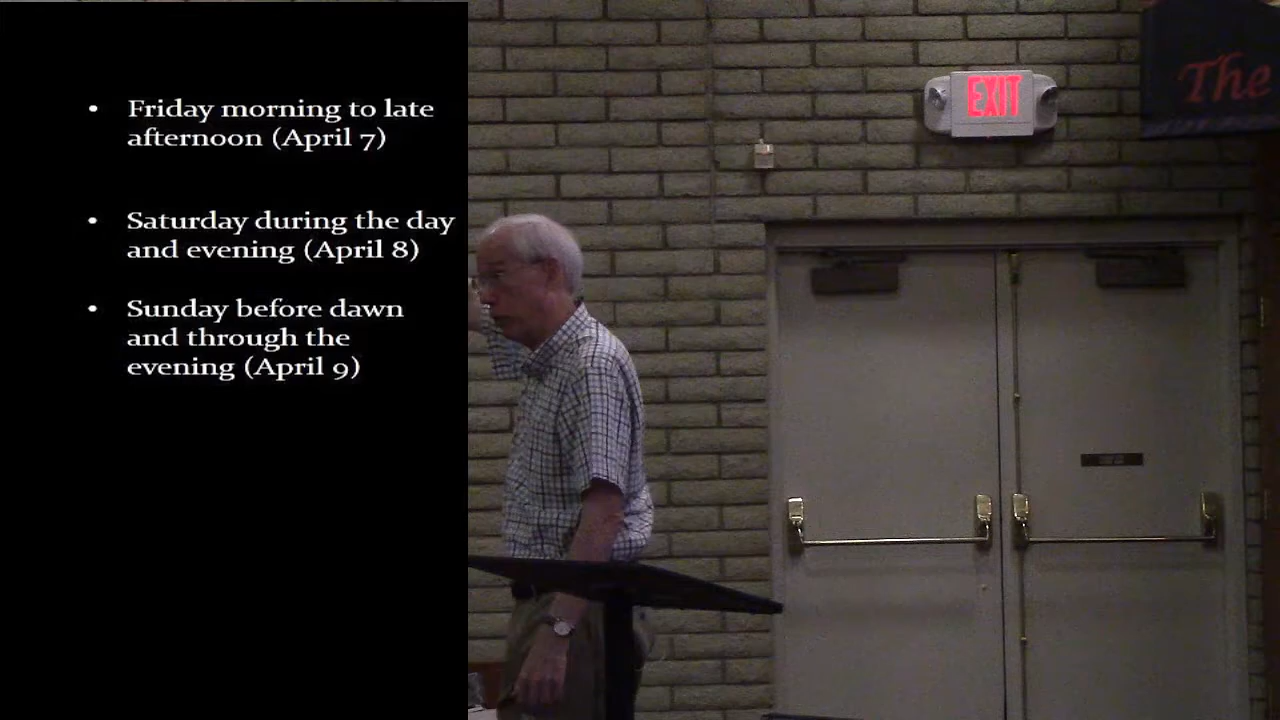 • Friday morning to late
afternoon (April 7)
• Saturday during the day
and evening (April 8)
• Sunday before dawn
and through the
evening (April 9)
EXIT
The